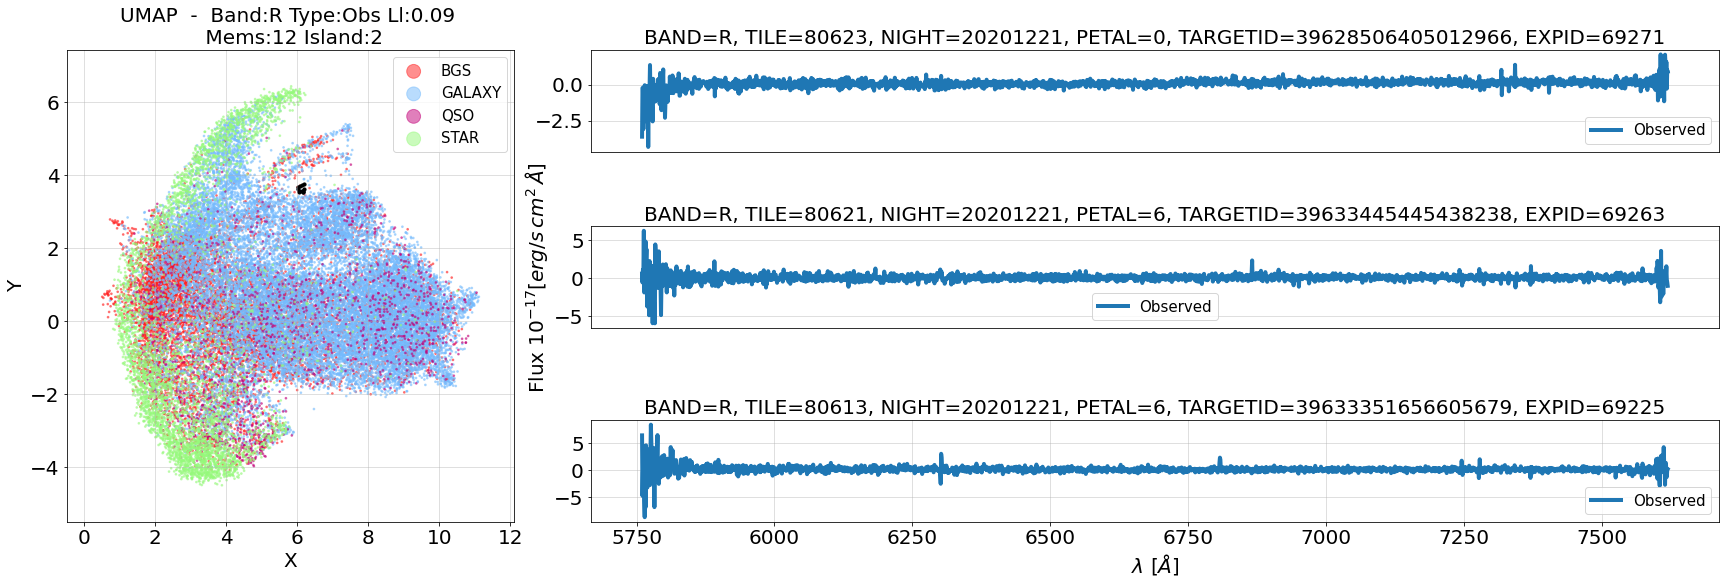 UMAP - Band:R Type:Obs Ll:0.09
Mems:12 Island:2
BGS
GALAXY
QSO
STAR
6
4
2
0
−2
−4
Y
0 2 4 6 8 10 12
X
Flux 10⁻¹⁷[erg/s cm² Å]
BAND=R, TILE=80623, NIGHT=20201221, PETAL=0, TARGETID=39628506405012966, EXPID=69271
0.0
−2.5
Observed
BAND=R, TILE=80621, NIGHT=20201221, PETAL=6, TARGETID=39633445445438238, EXPID=69263
5
0
−5
Observed
BAND=R, TILE=80613, NIGHT=20201221, PETAL=6, TARGETID=39633351656605679, EXPID=69225
5
0
−5
Observed
5750 6000 6250 6500 6750 7000 7250 7500
λ [Å]